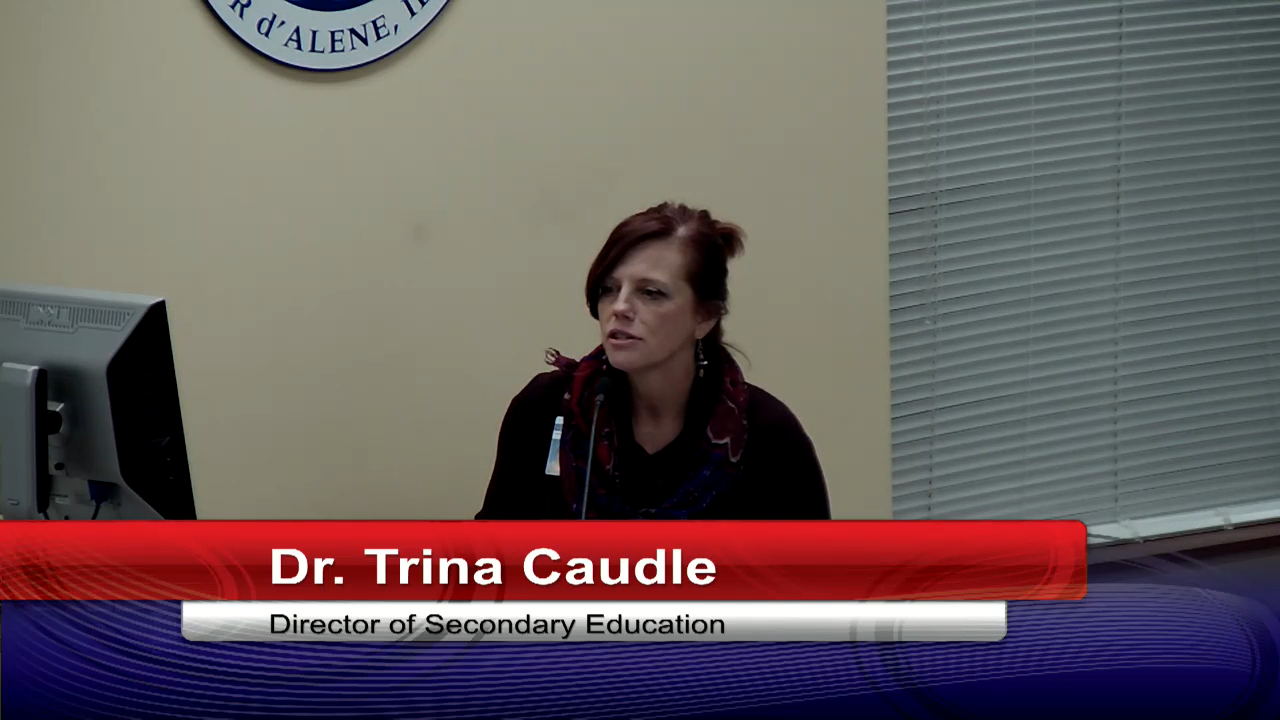 R d'ALENE, I
Dr. Trina Caudle
Director of Secondary Education